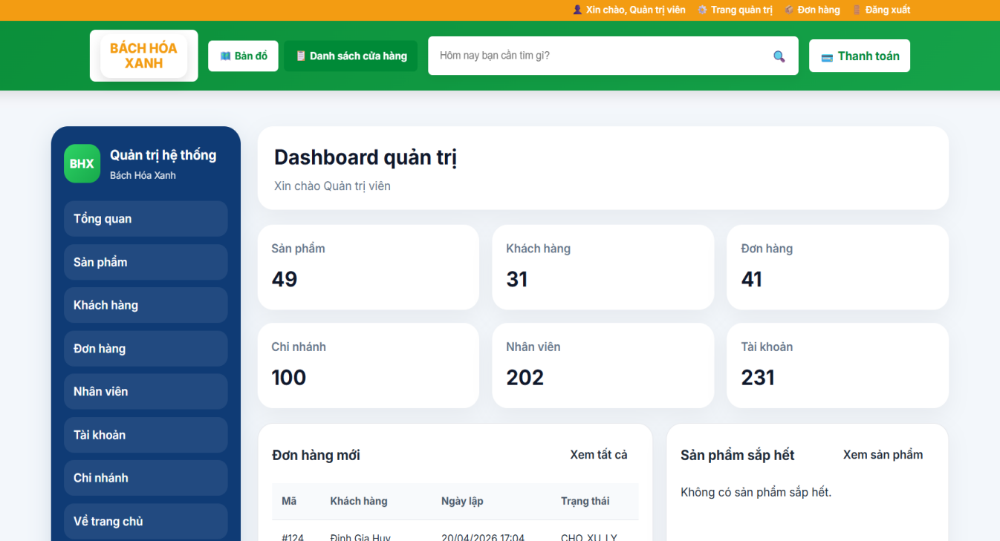 Xin chào, Quản trị viên Trang quản trị Đơn hàng Đăng xuất
BÁCH HÓA
XANH
Bản đồ Danh sách cửa hàng Hôm nay bạn cần tìm gì? Thanh toán
BHX
Quản trị hệ thống
Bách Hóa Xanh
Tổng quan
Sản phẩm
Khách hàng
Đơn hàng
Nhân viên
Tài khoản
Chi nhánh
Về trang chủ
Dashboard quản trị
Xin chào Quản trị viên
Sản phẩm
49
Khách hàng
31
Đơn hàng
41
Chi nhánh
100
Nhân viên
202
Tài khoản
231
Đơn hàng mới Xem tất cả
Mã Khách hàng Ngày lập Trạng thái
#124 Đinh Gia Huy 20/04/2026 17:04 CHO_XU_LY
Sản phẩm sắp hết Xem sản phẩm
Không có sản phẩm sắp hết.